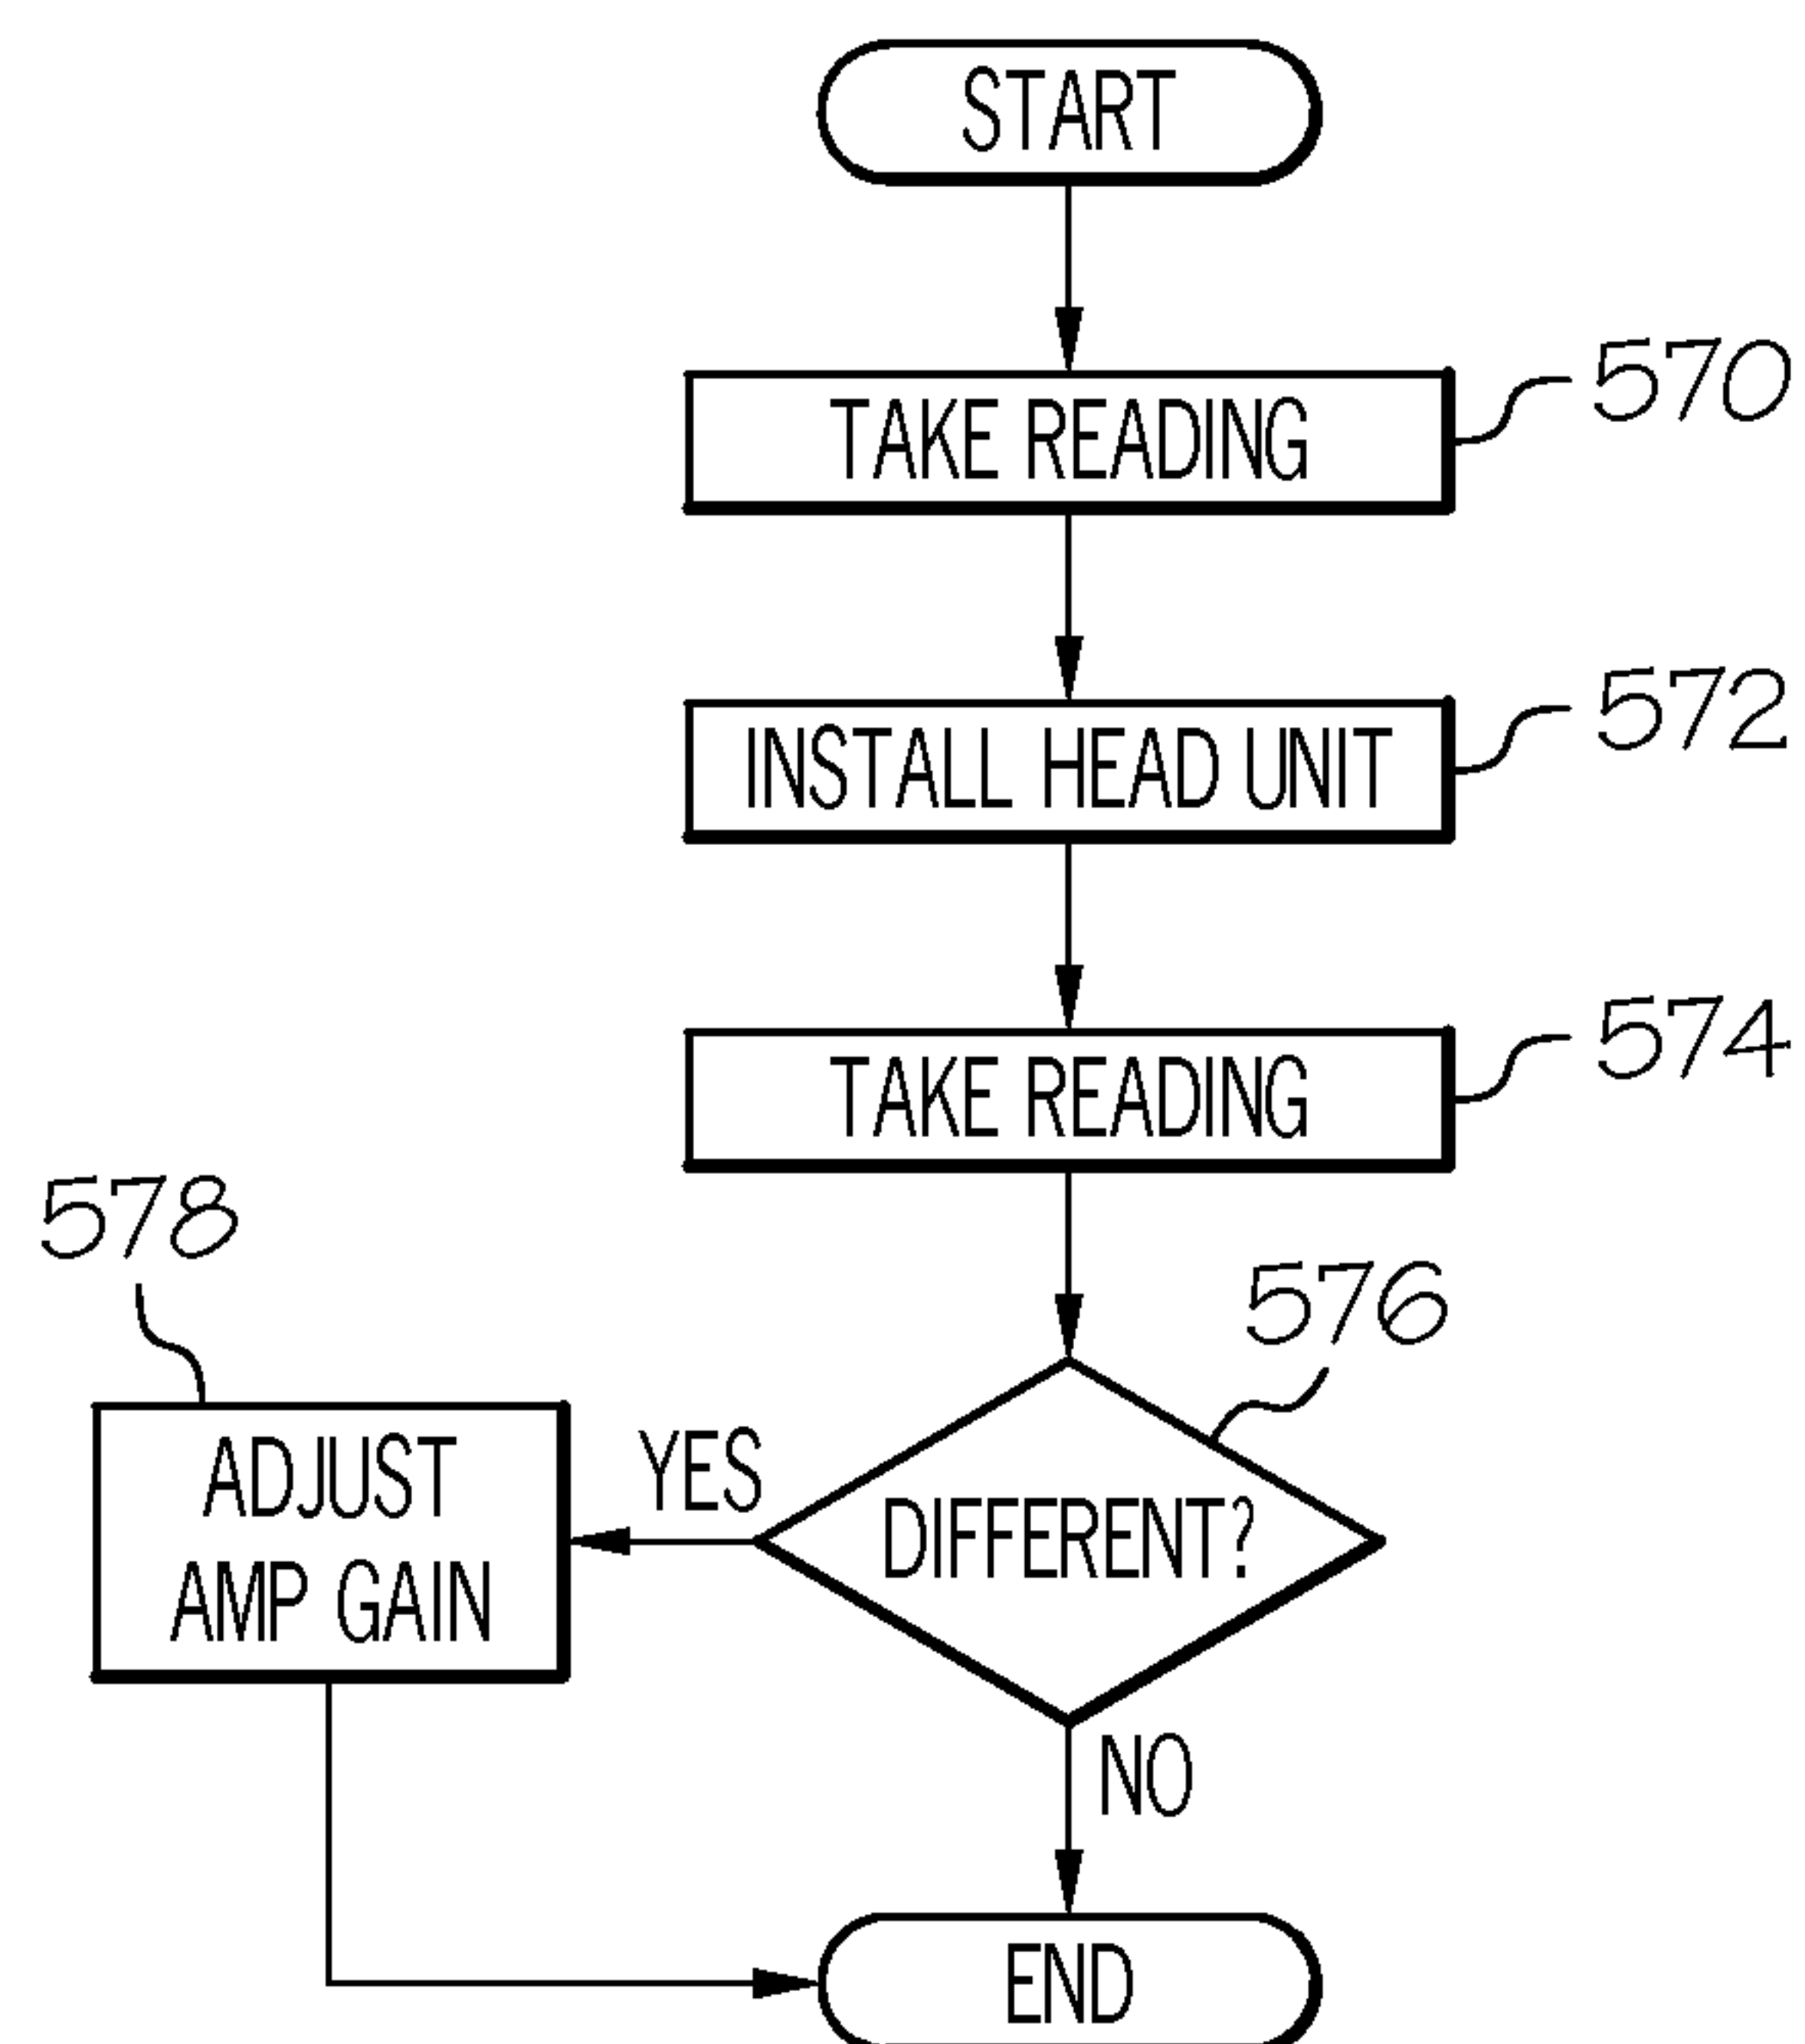 START
TAKE READING
570
INSTALL HEAD UNIT
572
TAKE READING
574
578
576
ADJUST
AMP GAIN
YES
DIFFERENT?
NO
END